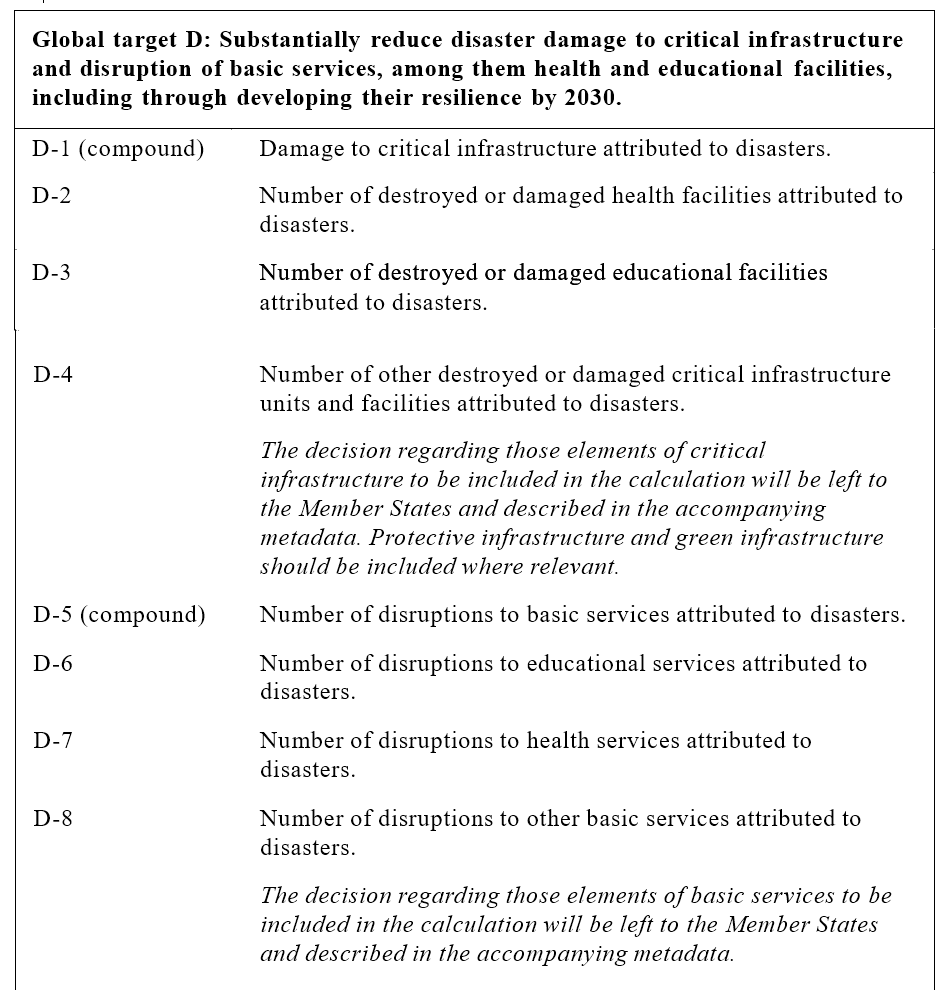 Global target D: Substantially reduce disaster damage to critical infrastructure
and disruption of basic services, among them health and educational facilities,
including through developing their resilience by 2030.
D-1 (compound) Damage to critical infrastructure attributed to disasters.
D-2 Number of destroyed or damaged health facilities attributed to
disasters.
D-3 Number of destroyed or damaged educational facilities
attributed to disasters.
D-4 Number of other destroyed or damaged critical infrastructure
units and facilities attributed to disasters.
The decision regarding those elements of critical
infrastructure to be included in the calculation will be left to
the Member States and described in the accompanying
metadata. Protective infrastructure and green infrastructure
should be included where relevant.
D-5 (compound) Number of disruptions to basic services attributed to disasters.
D-6 Number of disruptions to educational services attributed to
disasters.
D-7 Number of disruptions to health services attributed to
disasters.
D-8 Number of disruptions to other basic services attributed to
disasters.
The decision regarding those elements of basic services to be
included in the calculation will be left to the Member States
and described in the accompanying metadata.